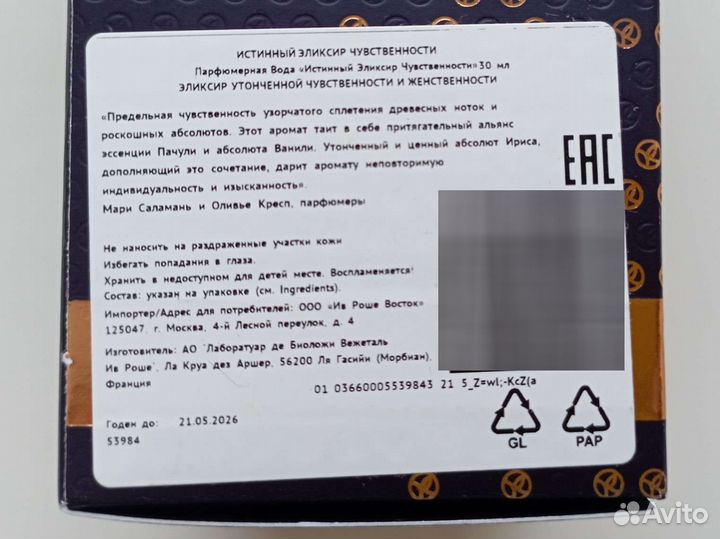 ИСТИННЫЙ ЭЛИКСИР ЧУВСТВЕННОСТИ
Парфюмерная Вода «Истинный Эликсир Чувственности»30 мл
ЭЛИКСИР УТОНЧЕННОЙ ЧУВСТВЕННОСТИ И ЖЕНСТВЕННОСТИ
«Предельная чувственность узорчатого сплетения древесных ноток и
роскошных абсолютов. Этот аромат таит в себе притягательный альянс
эссенции Пачули и абсолюта Ванили. Утонченный и ценный абсолют Ириса,
дополняющий это сочетание, дарит аромату неповторимую
индивидуальность и изысканность».
Мари Саламань и Оливье Кресп, парфюмеры
EAC
Не наносить на раздраженные участки кожи
Избегать попадания в глаза.
Хранить в недоступном для детей месте. Воспламеняется!
Состав: указан на упаковке (см. Ingredients).
Импортер/Адрес для потребителей: ООО «Ив Роше Восток»
125047, г. Москва, 4-й Лесной переулок, д. 4
Изготовитель: АО "Лаборатуар де Биоложи Вежеталь
Ив Роше", Ла Круа дез Аршер, 56200 Ля Гасийи (Морбиан),
Франция
01 03660005539843 21 5_Z=wl;-KcZ(a
Годен до: 21.05.2026
53984
GL
PAP
Avito